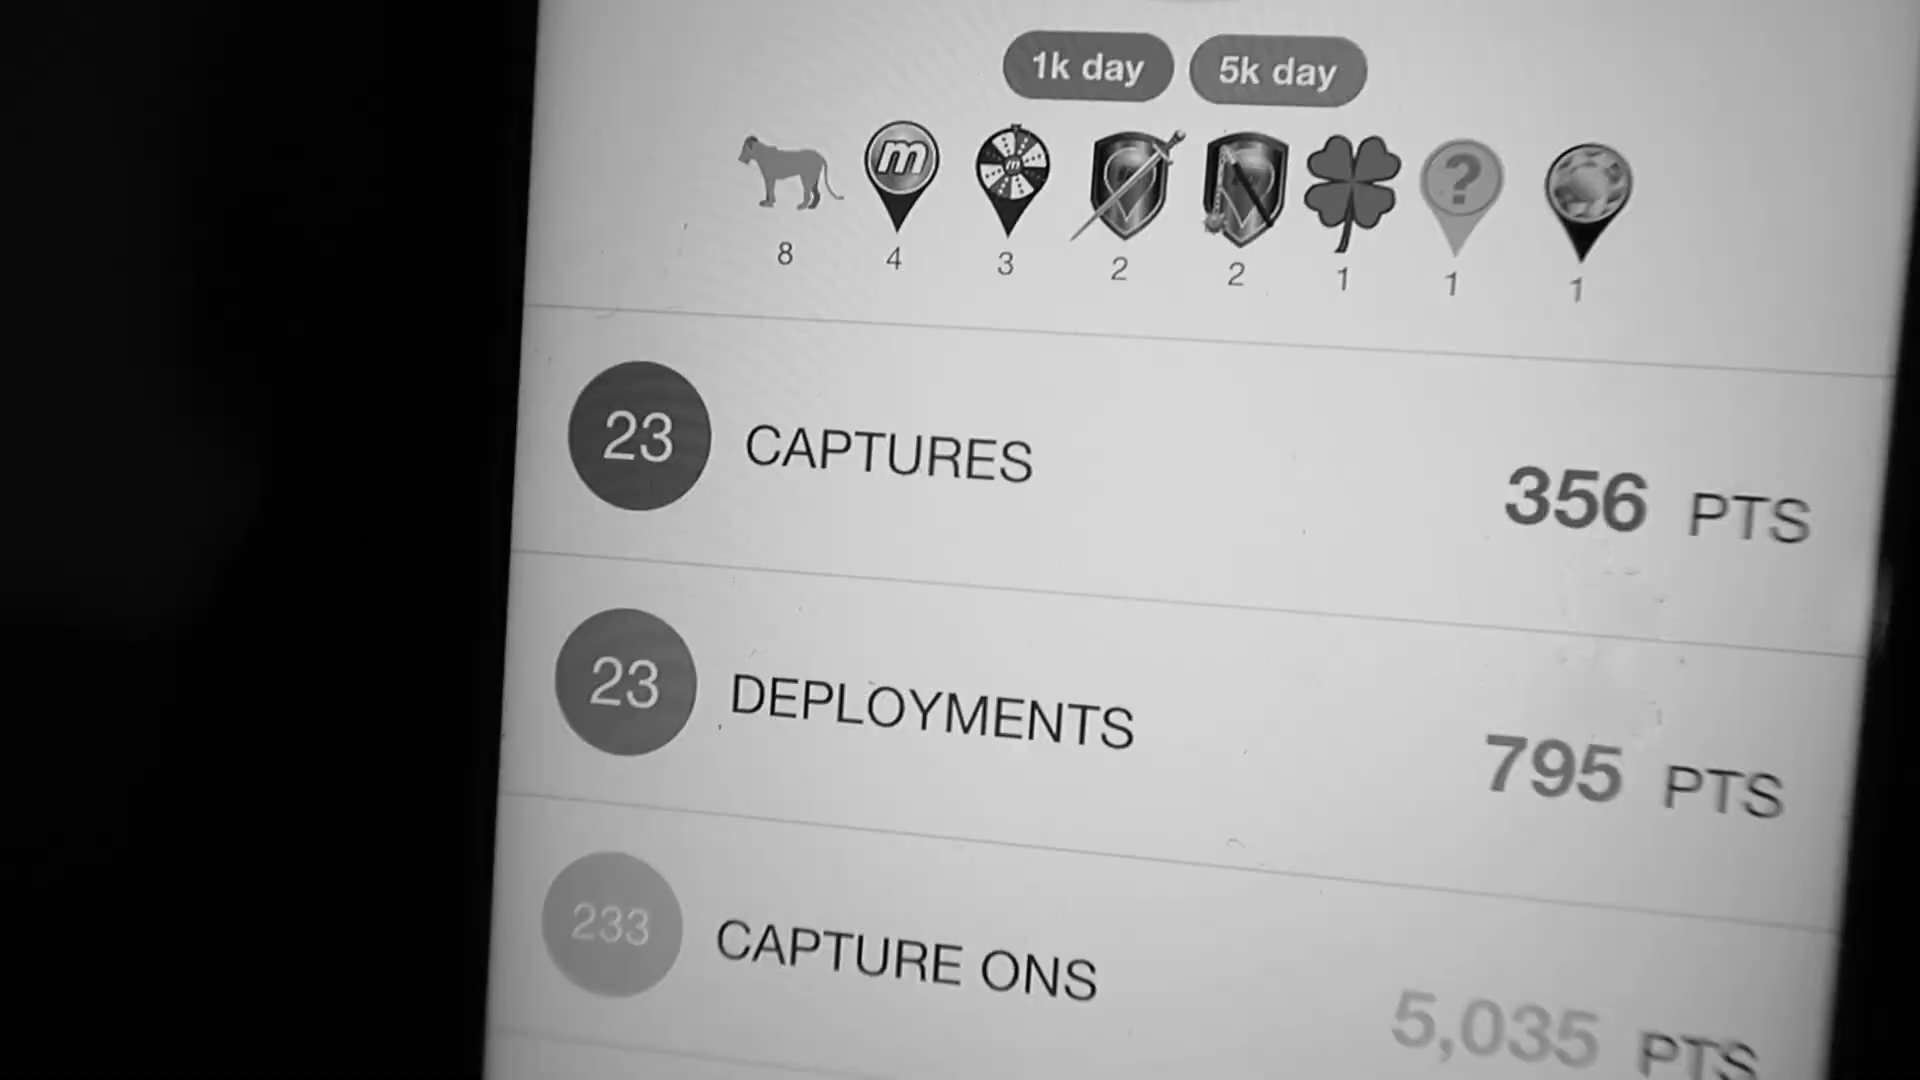 1k day 5k day
m m ?
8 4 3 2 2 1 1 1
23 CAPTURES 356 PTS
23 DEPLOYMENTS 795 PTS
233 CAPTURE ONS 5,035 PTS